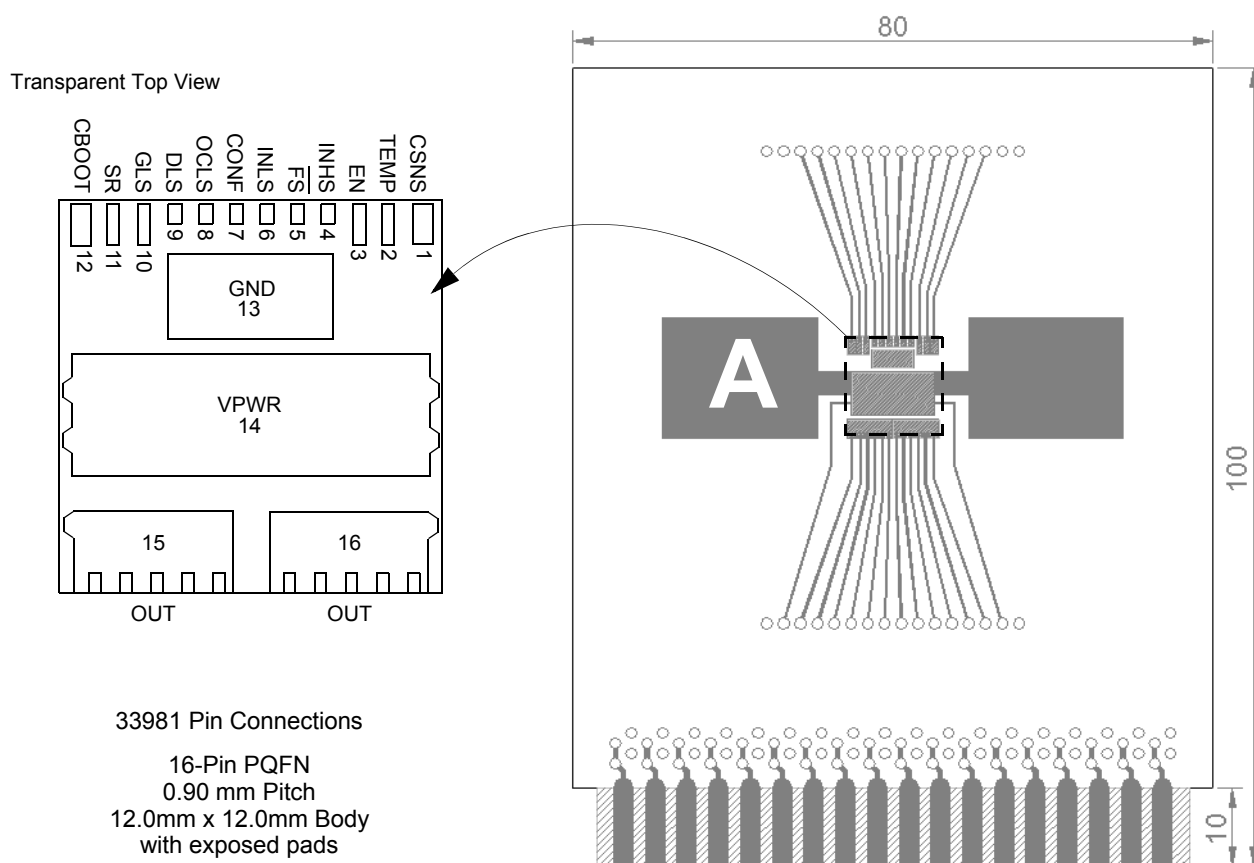 Transparent Top View
CBOOT
SR
GLS
DLS
OCLS
CONF
INLS
FS
INHS
EN
TEMP
CSNS
12
11
10
9
8
7
6
5
4
3
2
1
GND
13
VPWR
14
15
16
OUT
OUT
33981 Pin Connections
16-Pin PQFN
0.90 mm Pitch
12.0mm x 12.0mm Body
with exposed pads
80
A
100
10